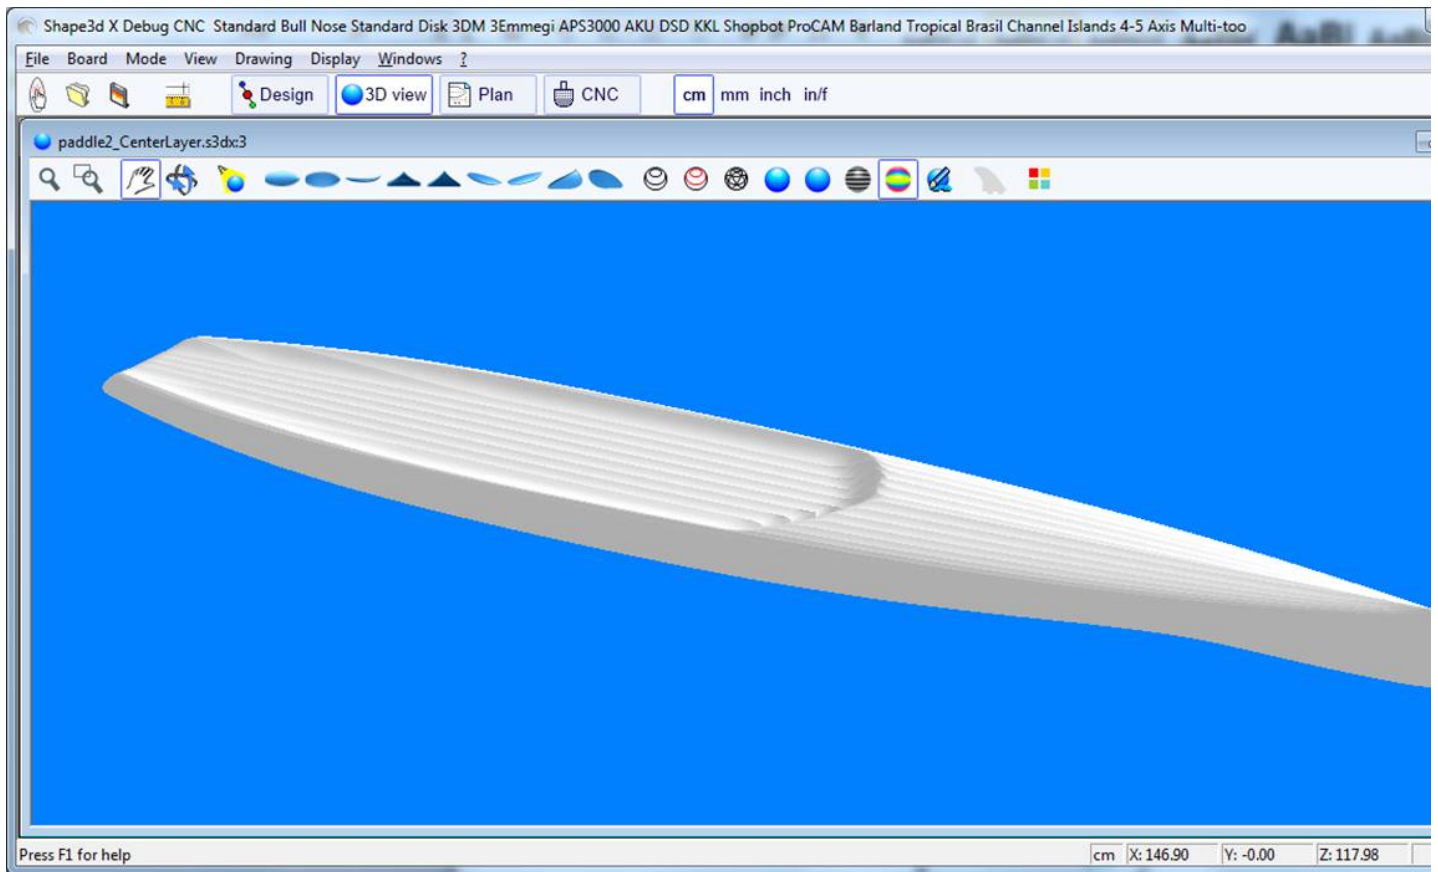 Shape3d X Debug CNC Standard Bull Nose Standard Disk 3DM 3Emmegi APS3000 AKU DSD KKL Shopbot ProCAM Barland Tropical Brasil Channel Islands 4-5 Axis Multi-too
File Board Mode View Drawing Display Windows ?
Design 3D view Plan CNC cm mm inch in/f
paddle2_CenterLayer.s3dx:3
Press F1 for help cm X: 146.90 Y: -0.00 Z: 117.98